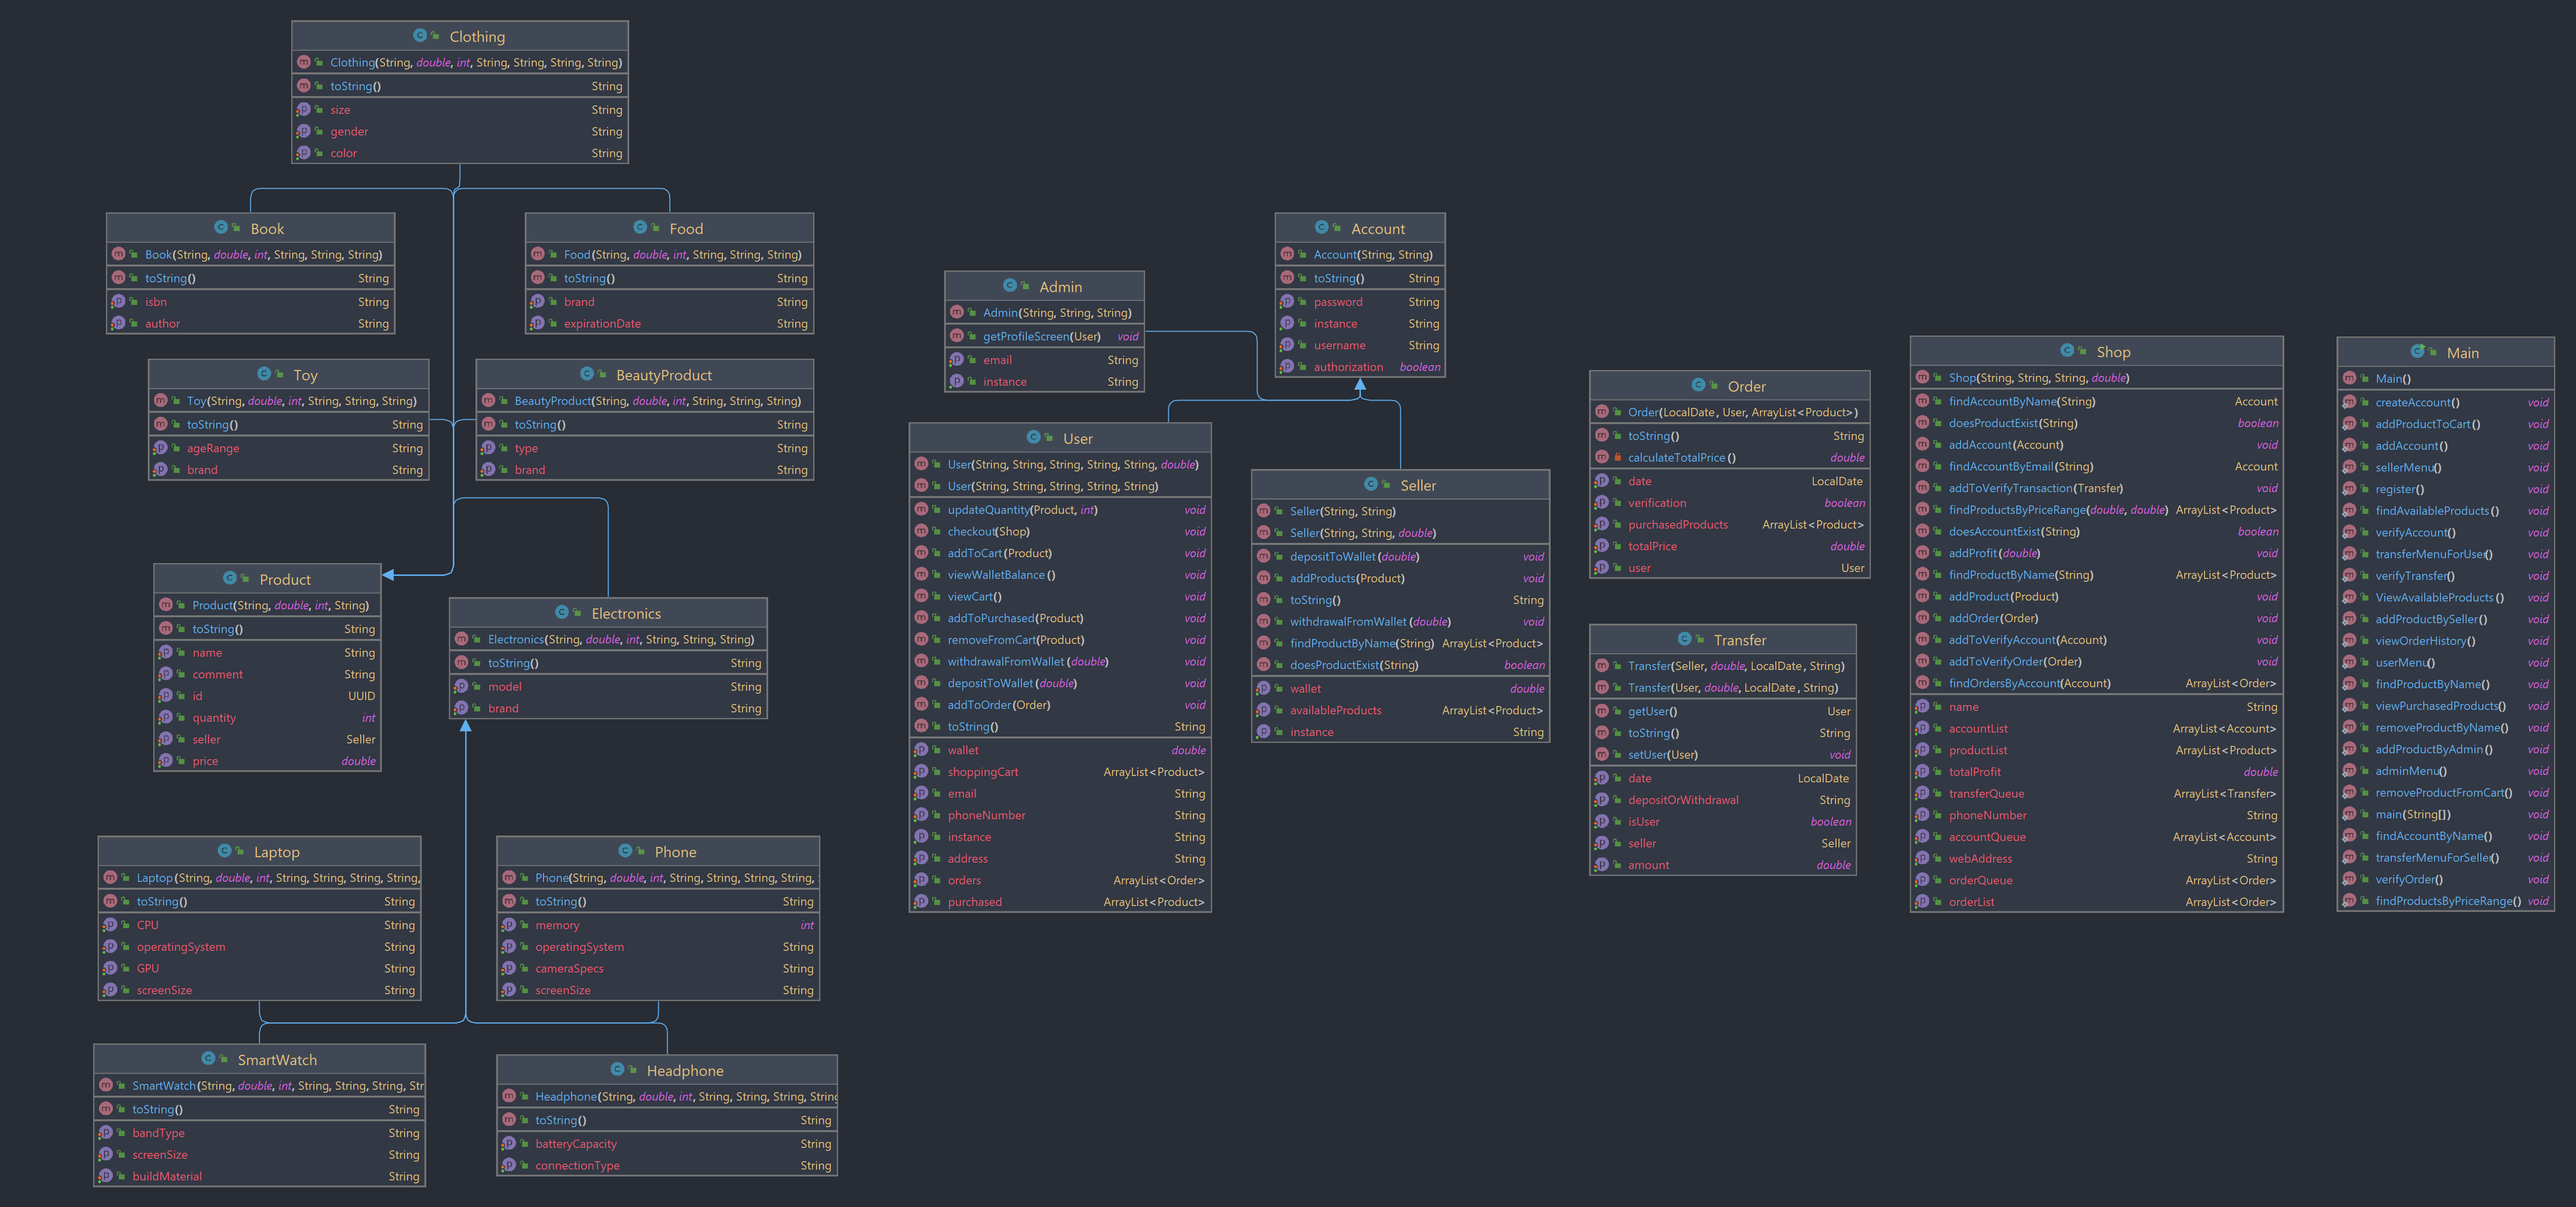 Clothing
Clothing(String, double, int, String, String, String, String)
toString() String
size String
gender String
color String
Book
Book(String, double, int, String, String, String)
toString() String
isbn String
author String
Food
Food(String, double, int, String, String, String)
toString() String
brand String
expirationDate String
Toy
Toy(String, double, int, String, String, String)
toString() String
ageRange String
brand String
BeautyProduct
BeautyProduct(String, double, int, String, String, String)
toString() String
type String
brand String
Product
Product(String, double, int, String)
toString() String
name String
comment String
id UUID
quantity int
seller Seller
price double
Electronics
Electronics(String, double, int, String, String, String)
toString() String
model String
brand String
Laptop
Laptop(String, double, int, String, String, String, String,
toString() String
CPU String
operatingSystem String
GPU String
screenSize String
Phone
Phone(String, double, int, String, String, String, String,
toString() String
memory int
operatingSystem String
cameraSpecs String
screenSize String
SmartWatch
SmartWatch(String, double, int, String, String, String, Str
toString() String
bandType String
screenSize String
buildMaterial String
Headphone
Headphone(String, double, int, String, String, String, String
toString() String
batteryCapacity String
connectionType String
Admin
Admin(String, String, String)
getProfileScreen(User) void
email String
instance String
Account
Account(String, String)
toString() String
password String
instance String
username String
authorization boolean
User
User(String, String, String, String, String, double)
User(String, String, String, String, String)
updateQuantity(Product, int) void
checkout(Shop) void
addToCart(Product) void
viewWalletBalance() void
viewCart() void
addToPurchased(Product) void
removeFromCart(Product) void
withdrawalFromWallet(double) void
depositToWallet(double) void
addToOrder(Order) void
toString() String
wallet double
shoppingCart ArrayList<Product>
email String
phoneNumber String
instance String
address String
orders ArrayList<Order>
purchased ArrayList<Product>
Seller
Seller(String, String)
Seller(String, String, double)
depositToWallet(double) void
addProducts(Product) void
toString() String
withdrawalFromWallet(double) void
findProductByName(String) ArrayList<Product>
doesProductExist(String) boolean
wallet double
availableProducts ArrayList<Product>
instance String
Order
Order(LocalDate, User, ArrayList<Product>)
toString() String
calculateTotalPrice() double
date LocalDate
verification boolean
purchasedProducts ArrayList<Product>
totalPrice double
user User
Transfer
Transfer(Seller, double, LocalDate, String)
Transfer(User, double, LocalDate, String)
getUser() User
toString() String
setUser(User) void
date LocalDate
depositOrWithdrawal String
isUser boolean
seller Seller
amount double
Shop
Shop(String, String, String, double)
findAccountByName(String) Account
doesProductExist(String) boolean
addAccount(Account) void
findAccountByEmail(String) Account
addToVerifyTransaction(Transfer) void
findProductsByPriceRange(double, double) ArrayList<Product>
doesAccountExist(String) boolean
addProfit(double) void
findProductByName(String) ArrayList<Product>
addProduct(Product) void
addOrder(Order) void
addToVerifyAccount(Account) void
addToVerifyOrder(Order) void
findOrdersByAccount(Account) ArrayList<Order>
name String
accountList ArrayList<Account>
productList ArrayList<Product>
totalProfit double
transferQueue ArrayList<Transfer>
phoneNumber String
accountQueue ArrayList<Account>
webAddress String
orderQueue ArrayList<Order>
orderList ArrayList<Order>
Main
Main()
createAccount() void
addProductToCart() void
addAccount() void
sellerMenu() void
register() void
findAvailableProducts() void
verifyAccount() void
transferMenuForUser() void
verifyTransfer() void
ViewAvailableProducts() void
addProductBySeller() void
viewOrderHistory() void
userMenu() void
findProductByName() void
viewPurchasedProducts() void
removeProductByName() void
addProductByAdmin() void
adminMenu() void
removeProductFromCart() void
main(String[]) void
findAccountByName() void
transferMenuForSeller() void
verifyOrder() void
findProductsByPriceRange() void